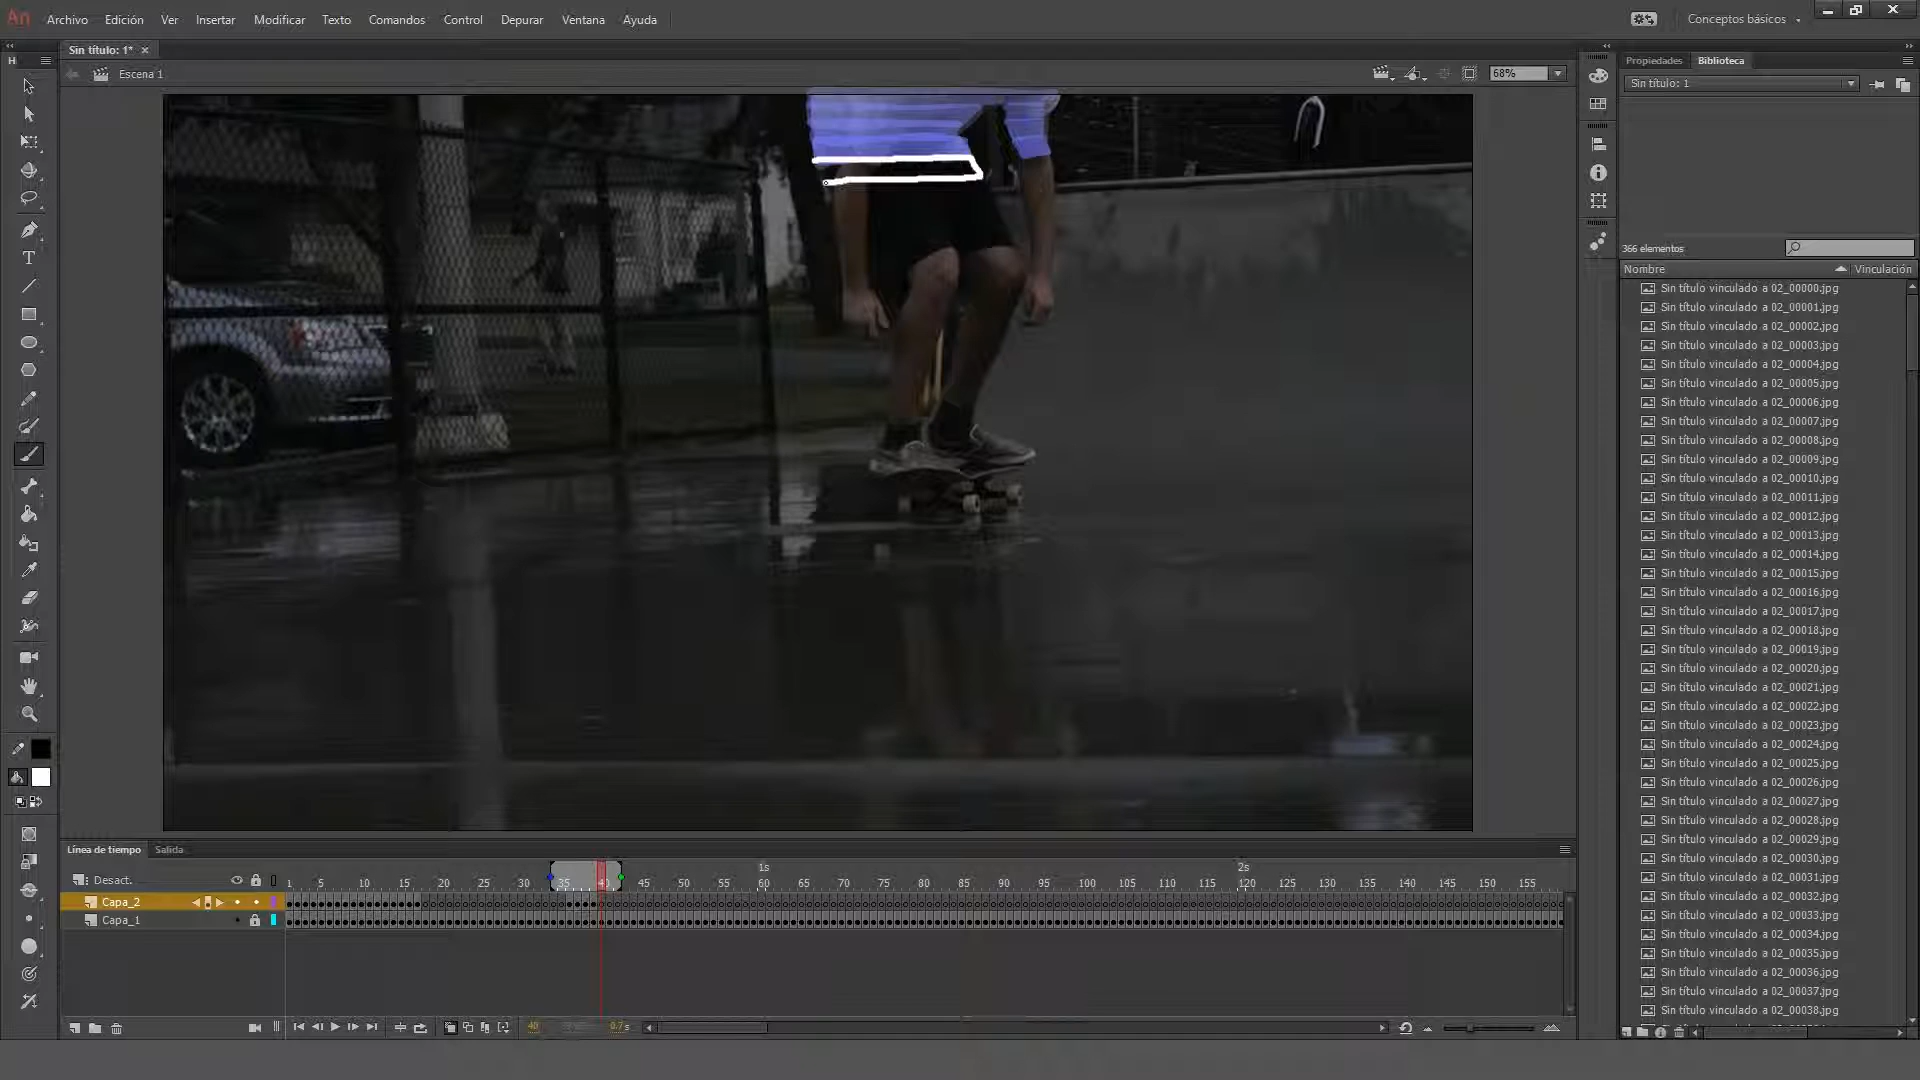 An Archivo Edición Ver Insertar Modificar Texto Comandos Control Depurar Ventana Ayuda Conceptos básicos
Sin título: 1* ×
H
Escena 1
68%
Propiedades Biblioteca
Sin título: 1
366 elementos
Nombre Vinculación
Sin título vinculado a 02_00000.jpg
Sin título vinculado a 02_00001.jpg
Sin título vinculado a 02_00002.jpg
Sin título vinculado a 02_00003.jpg
Sin título vinculado a 02_00004.jpg
Sin título vinculado a 02_00005.jpg
Sin título vinculado a 02_00006.jpg
Sin título vinculado a 02_00007.jpg
Sin título vinculado a 02_00008.jpg
Sin título vinculado a 02_00009.jpg
Sin título vinculado a 02_00010.jpg
Sin título vinculado a 02_00011.jpg
Sin título vinculado a 02_00012.jpg
Sin título vinculado a 02_00013.jpg
Sin título vinculado a 02_00014.jpg
Sin título vinculado a 02_00015.jpg
Sin título vinculado a 02_00016.jpg
Sin título vinculado a 02_00017.jpg
Sin título vinculado a 02_00018.jpg
Sin título vinculado a 02_00019.jpg
Sin título vinculado a 02_00020.jpg
Sin título vinculado a 02_00021.jpg
Sin título vinculado a 02_00022.jpg
Sin título vinculado a 02_00023.jpg
Sin título vinculado a 02_00024.jpg
Sin título vinculado a 02_00025.jpg
Sin título vinculado a 02_00026.jpg
Sin título vinculado a 02_00027.jpg
Sin título vinculado a 02_00028.jpg
Sin título vinculado a 02_00029.jpg
Sin título vinculado a 02_00030.jpg
Sin título vinculado a 02_00031.jpg
Sin título vinculado a 02_00032.jpg
Sin título vinculado a 02_00033.jpg
Sin título vinculado a 02_00034.jpg
Sin título vinculado a 02_00035.jpg
Sin título vinculado a 02_00036.jpg
Sin título vinculado a 02_00037.jpg
Sin título vinculado a 02_00038.jpg
Línea de tiempo Salida
1s 2s
Desact. 1 5 10 15 20 25 30 35 40 45 50 55 60 65 70 75 80 85 90 95 100 105 110 115 120 125 130 135 140 145 150 155
Capa_2
Capa_1
40 0.7 s